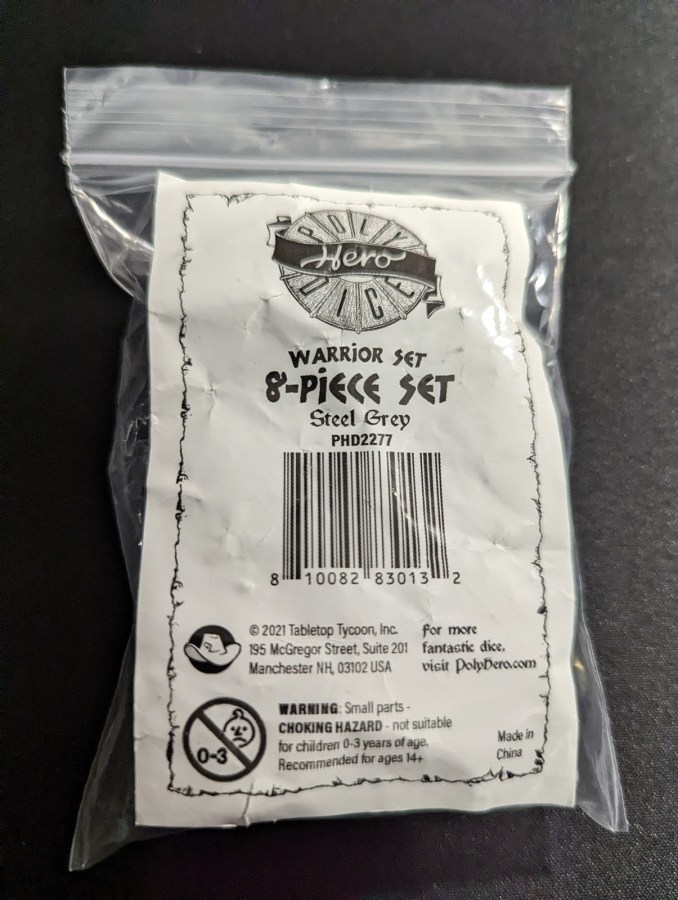 POLY
Hero
DICE
WARRIOR SET
8-PIECE SET
Steel Grey
PHD2277
8 10082 83013 2
© 2021 Tabletop Tycoon, Inc.
195 McGregor Street, Suite 201
Manchester NH, 03102 USA
For more
fantastic dice,
visit PolyHero.com
0-3
WARNING: Small parts -
CHOKING HAZARD - not suitable
for children 0-3 years of age.
Recommended for ages 14+
Made in
China